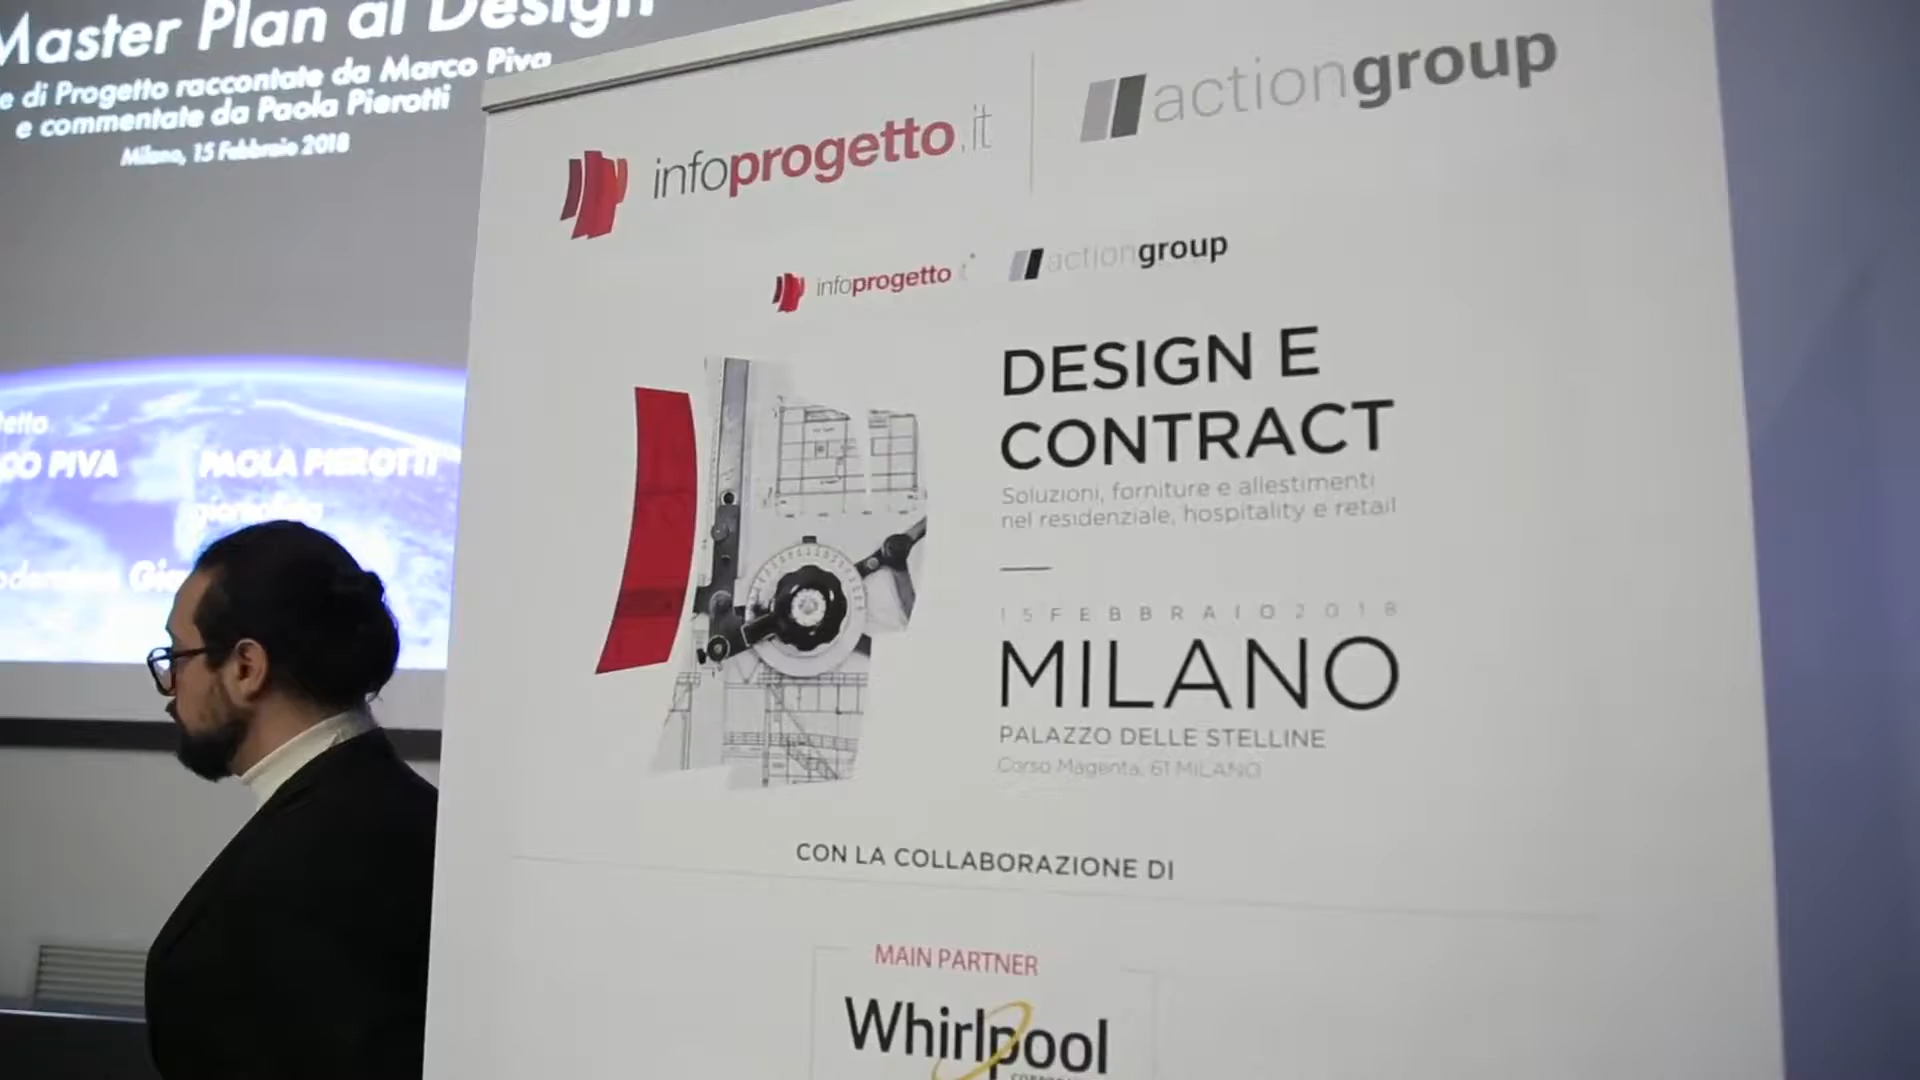 Master Plan al Design
e di Progetto raccontate da Marco Piva
e commentate da Paola Pierotti
Milano, 15 Febbraio 2018
PIVA
PAOLA PIEROTTI
infoprogetto.it
actiongroup
infoprogetto.it
actiongroup
DESIGN E
CONTRACT
Soluzioni, forniture e allestimenti
nel residenziale, hospitality e retail
15 FEBBRAIO 2018
MILANO
PALAZZO DELLE STELLINE
Corso Magenta, 61 MILANO
CON LA COLLABORAZIONE DI
MAIN PARTNER
Whirlpool